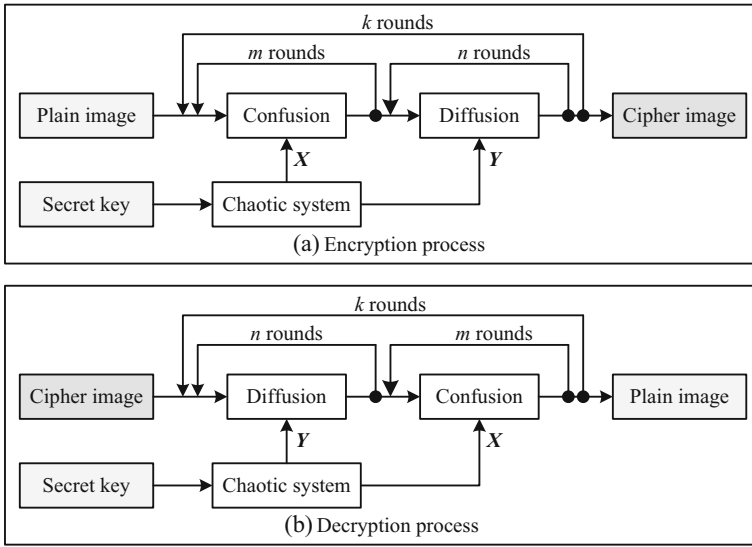 k rounds
m rounds
n rounds
Plain image
Confusion
Diffusion
Cipher image
X
Y
Secret key
Chaotic system
(a) Encryption process
k rounds
n rounds
m rounds
Cipher image
Diffusion
Confusion
Plain image
Y
X
Secret key
Chaotic system
(b) Decryption process